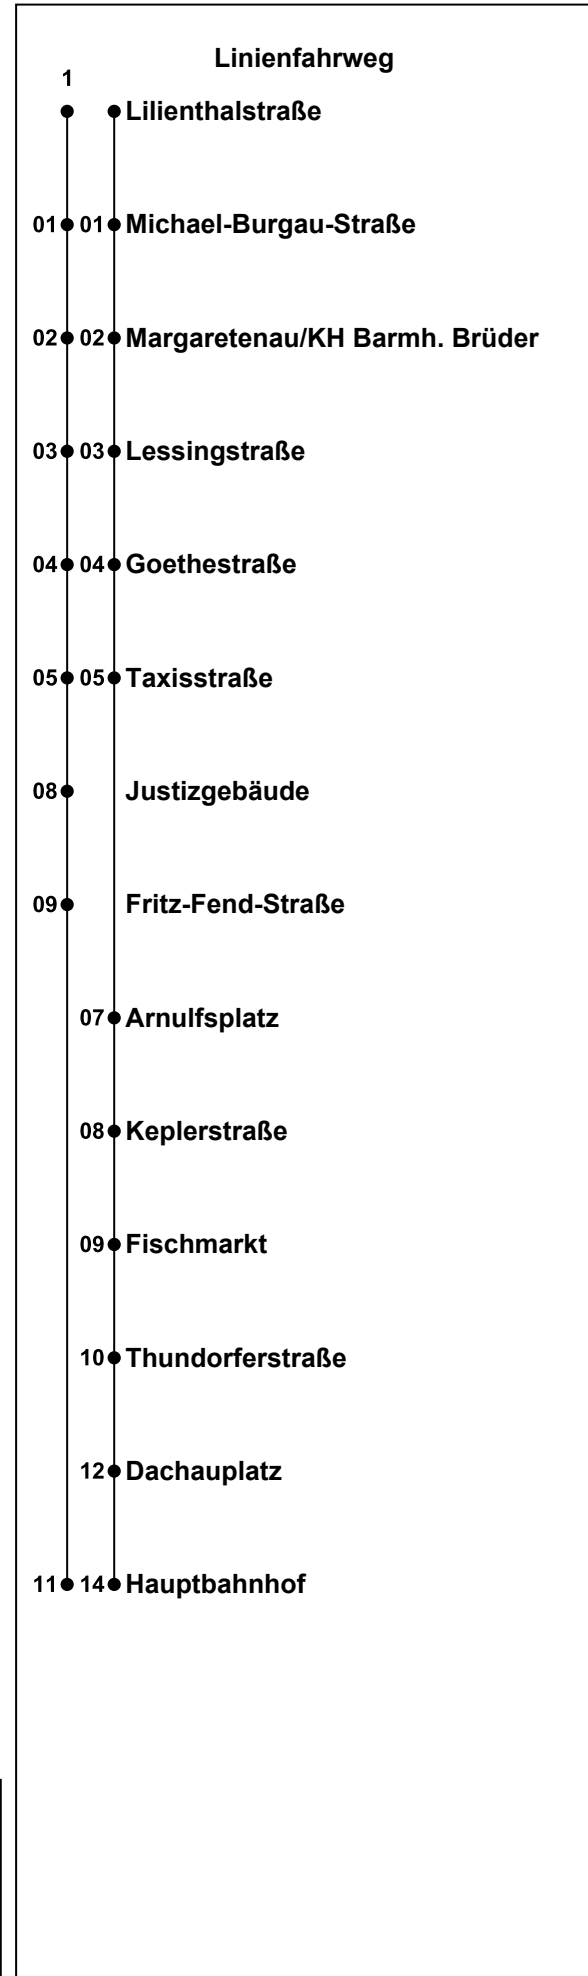 Linienfahrweg
1
Lilienthalstraße
01 01 Michael-Burgau-Straße
02 02 Margaretenau/KH Barmh. Brüder
03 03 Lessingstraße
04 04 Goethestraße
05 05 Taxisstraße
08 Justizgebäude
09 Fritz-Fend-Straße
07 Arnulfsplatz
08 Keplerstraße
09 Fischmarkt
10 Thundorferstraße
12 Dachauplatz
11 14 Hauptbahnhof